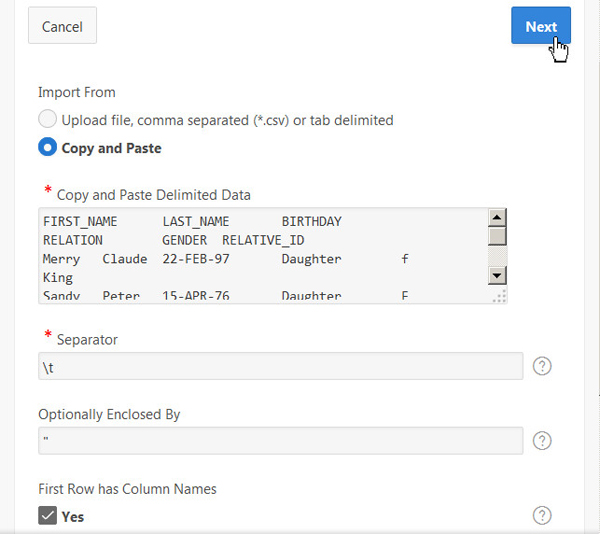 Cancel
Next
Import From
Upload file, comma separated (*.csv) or tab delimited
Copy and Paste
* Copy and Paste Delimited Data
FIRST_NAME LAST_NAME BIRTHDAY
RELATION GENDER RELATIVE_ID
Merry Claude 22-FEB-97 Daughter f
King
Sandy Peter 15-APR-76 Daughter F
* Separator
\t
?
Optionally Enclosed By
"
?
First Row has Column Names
Yes
?